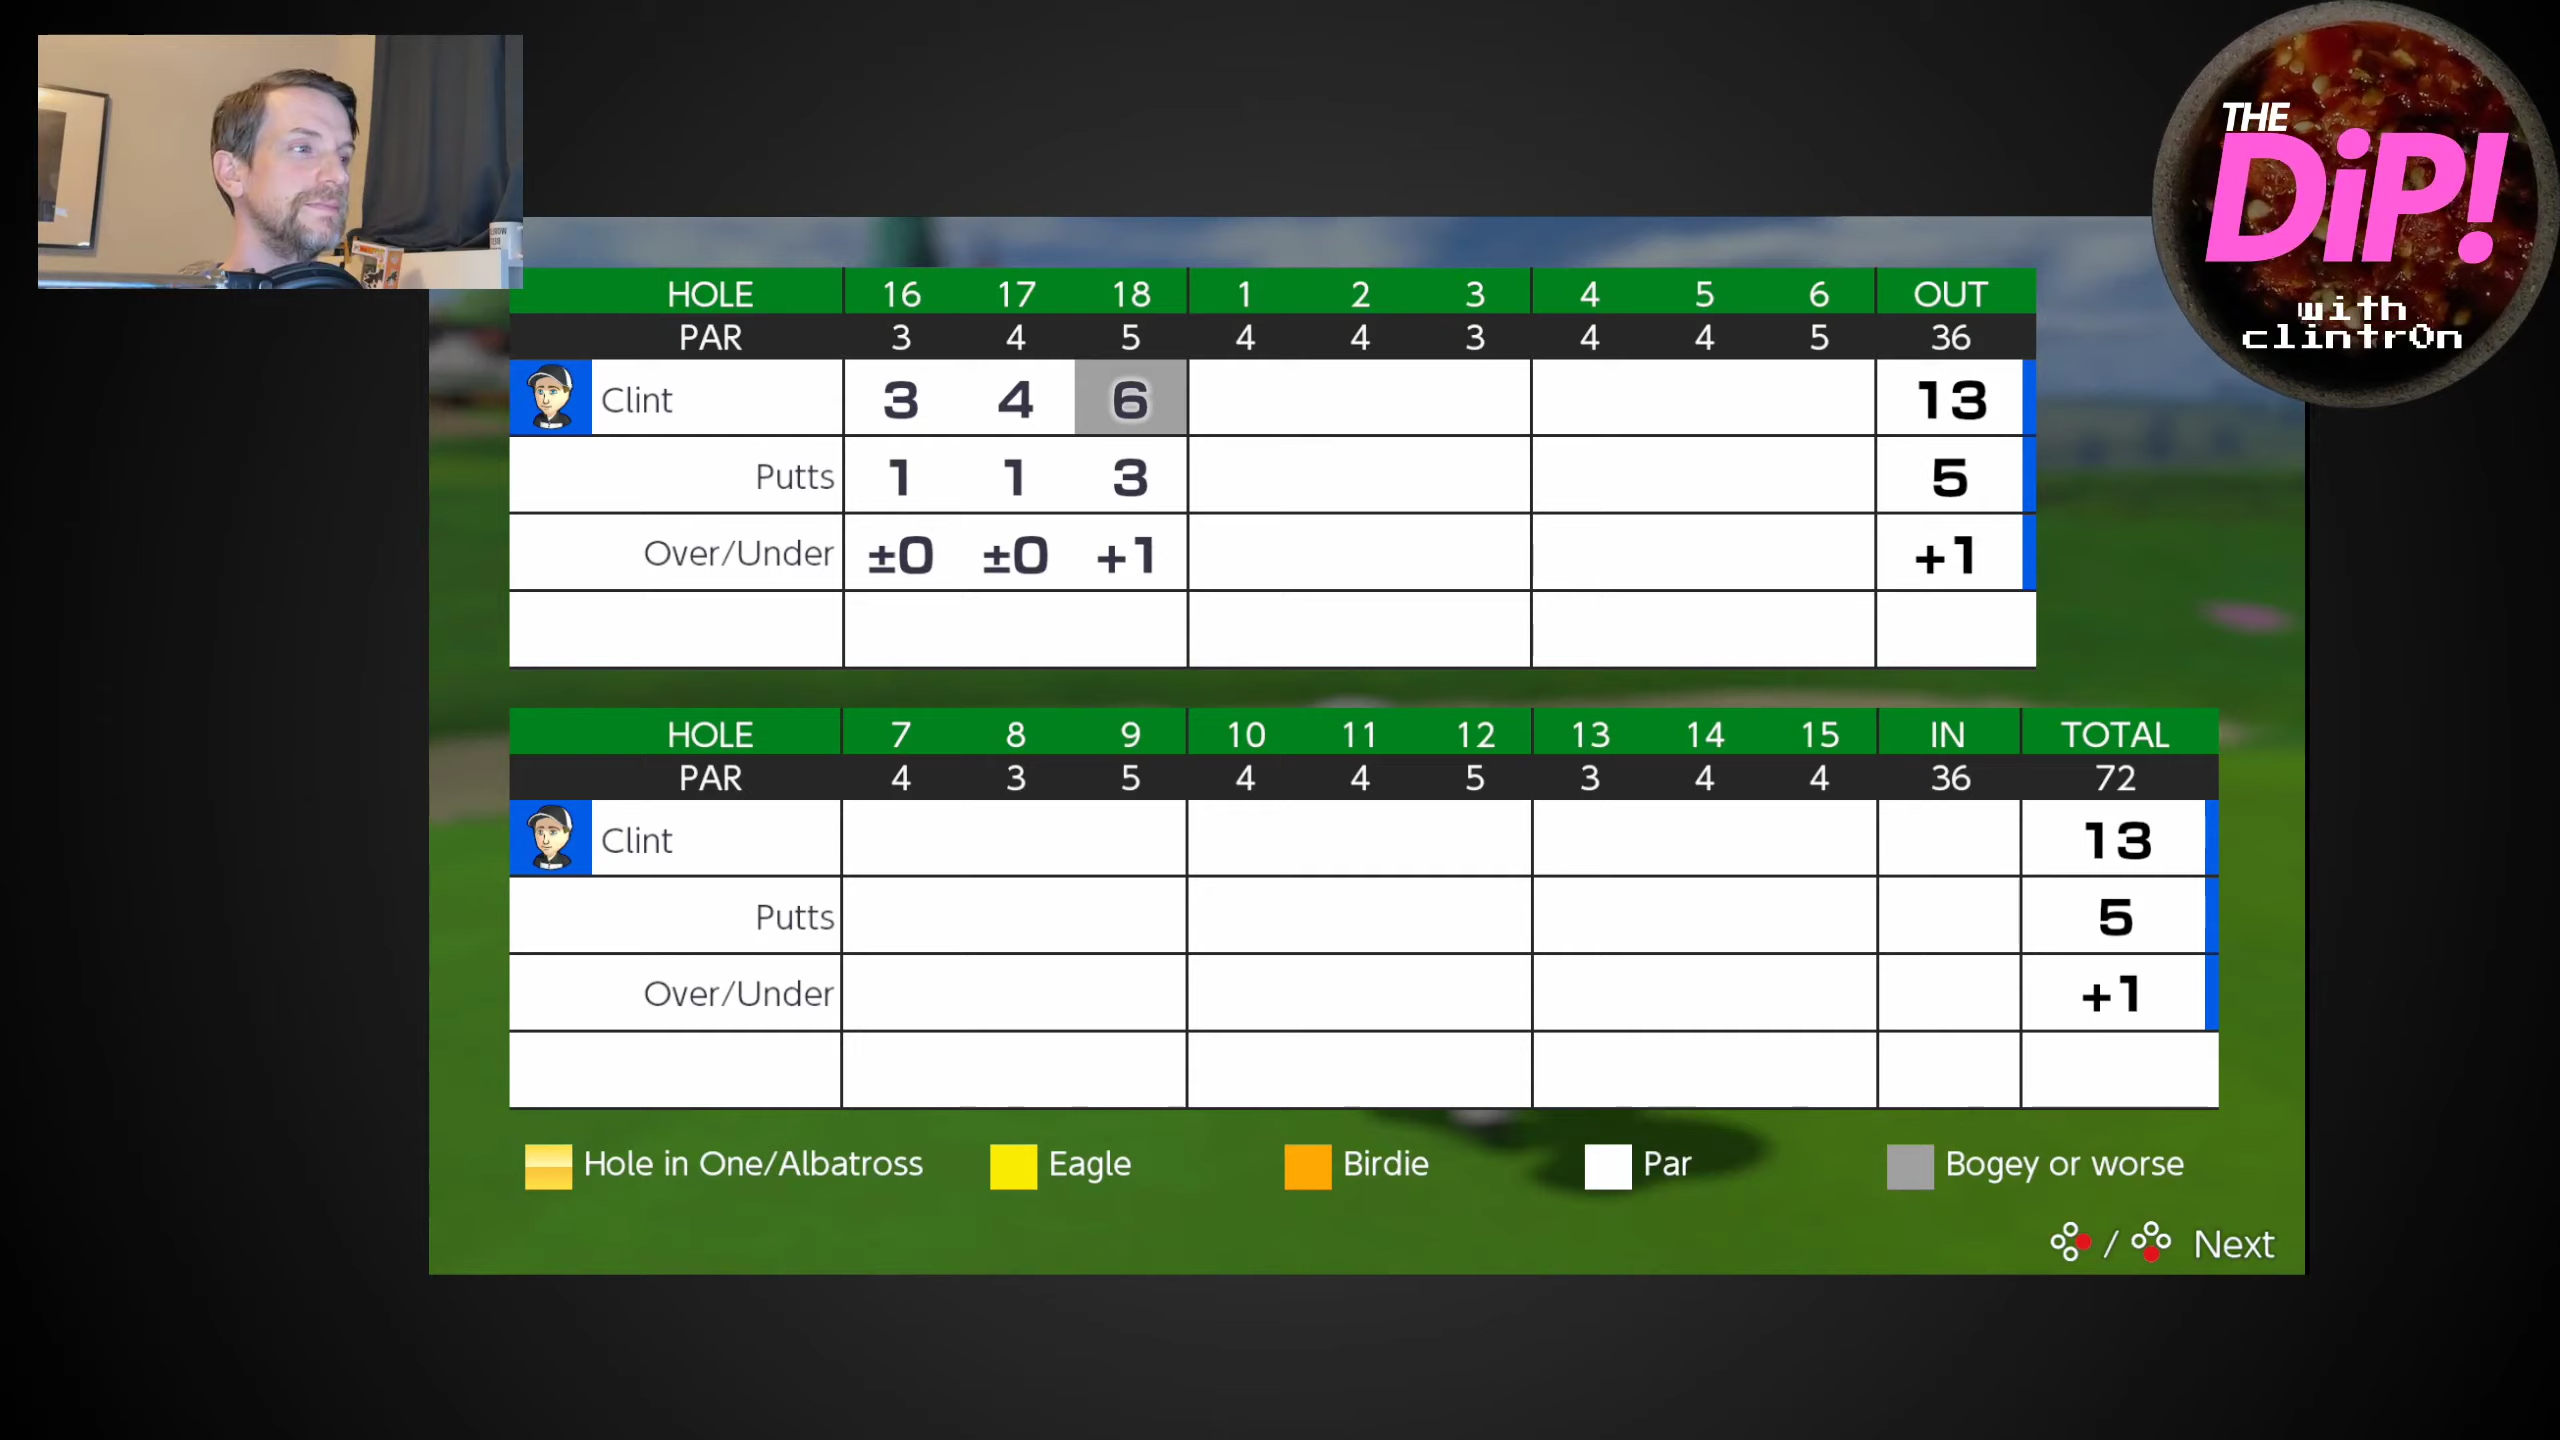 THE
DiP!
with
clintr0n
HOLE 16 17 18 1 2 3 4 5 6 OUT
PAR 3 4 5 4 4 3 4 4 5 36
Clint 3 4 6 13
Putts 1 1 3 5
Over/Under ±0 ±0 +1 +1
HOLE 7 8 9 10 11 12 13 14 15 IN TOTAL
PAR 4 3 5 4 4 5 3 4 4 36 72
Clint 13
Putts 5
Over/Under +1
Hole in One/Albatross Eagle Birdie Par Bogey or worse
/ Next